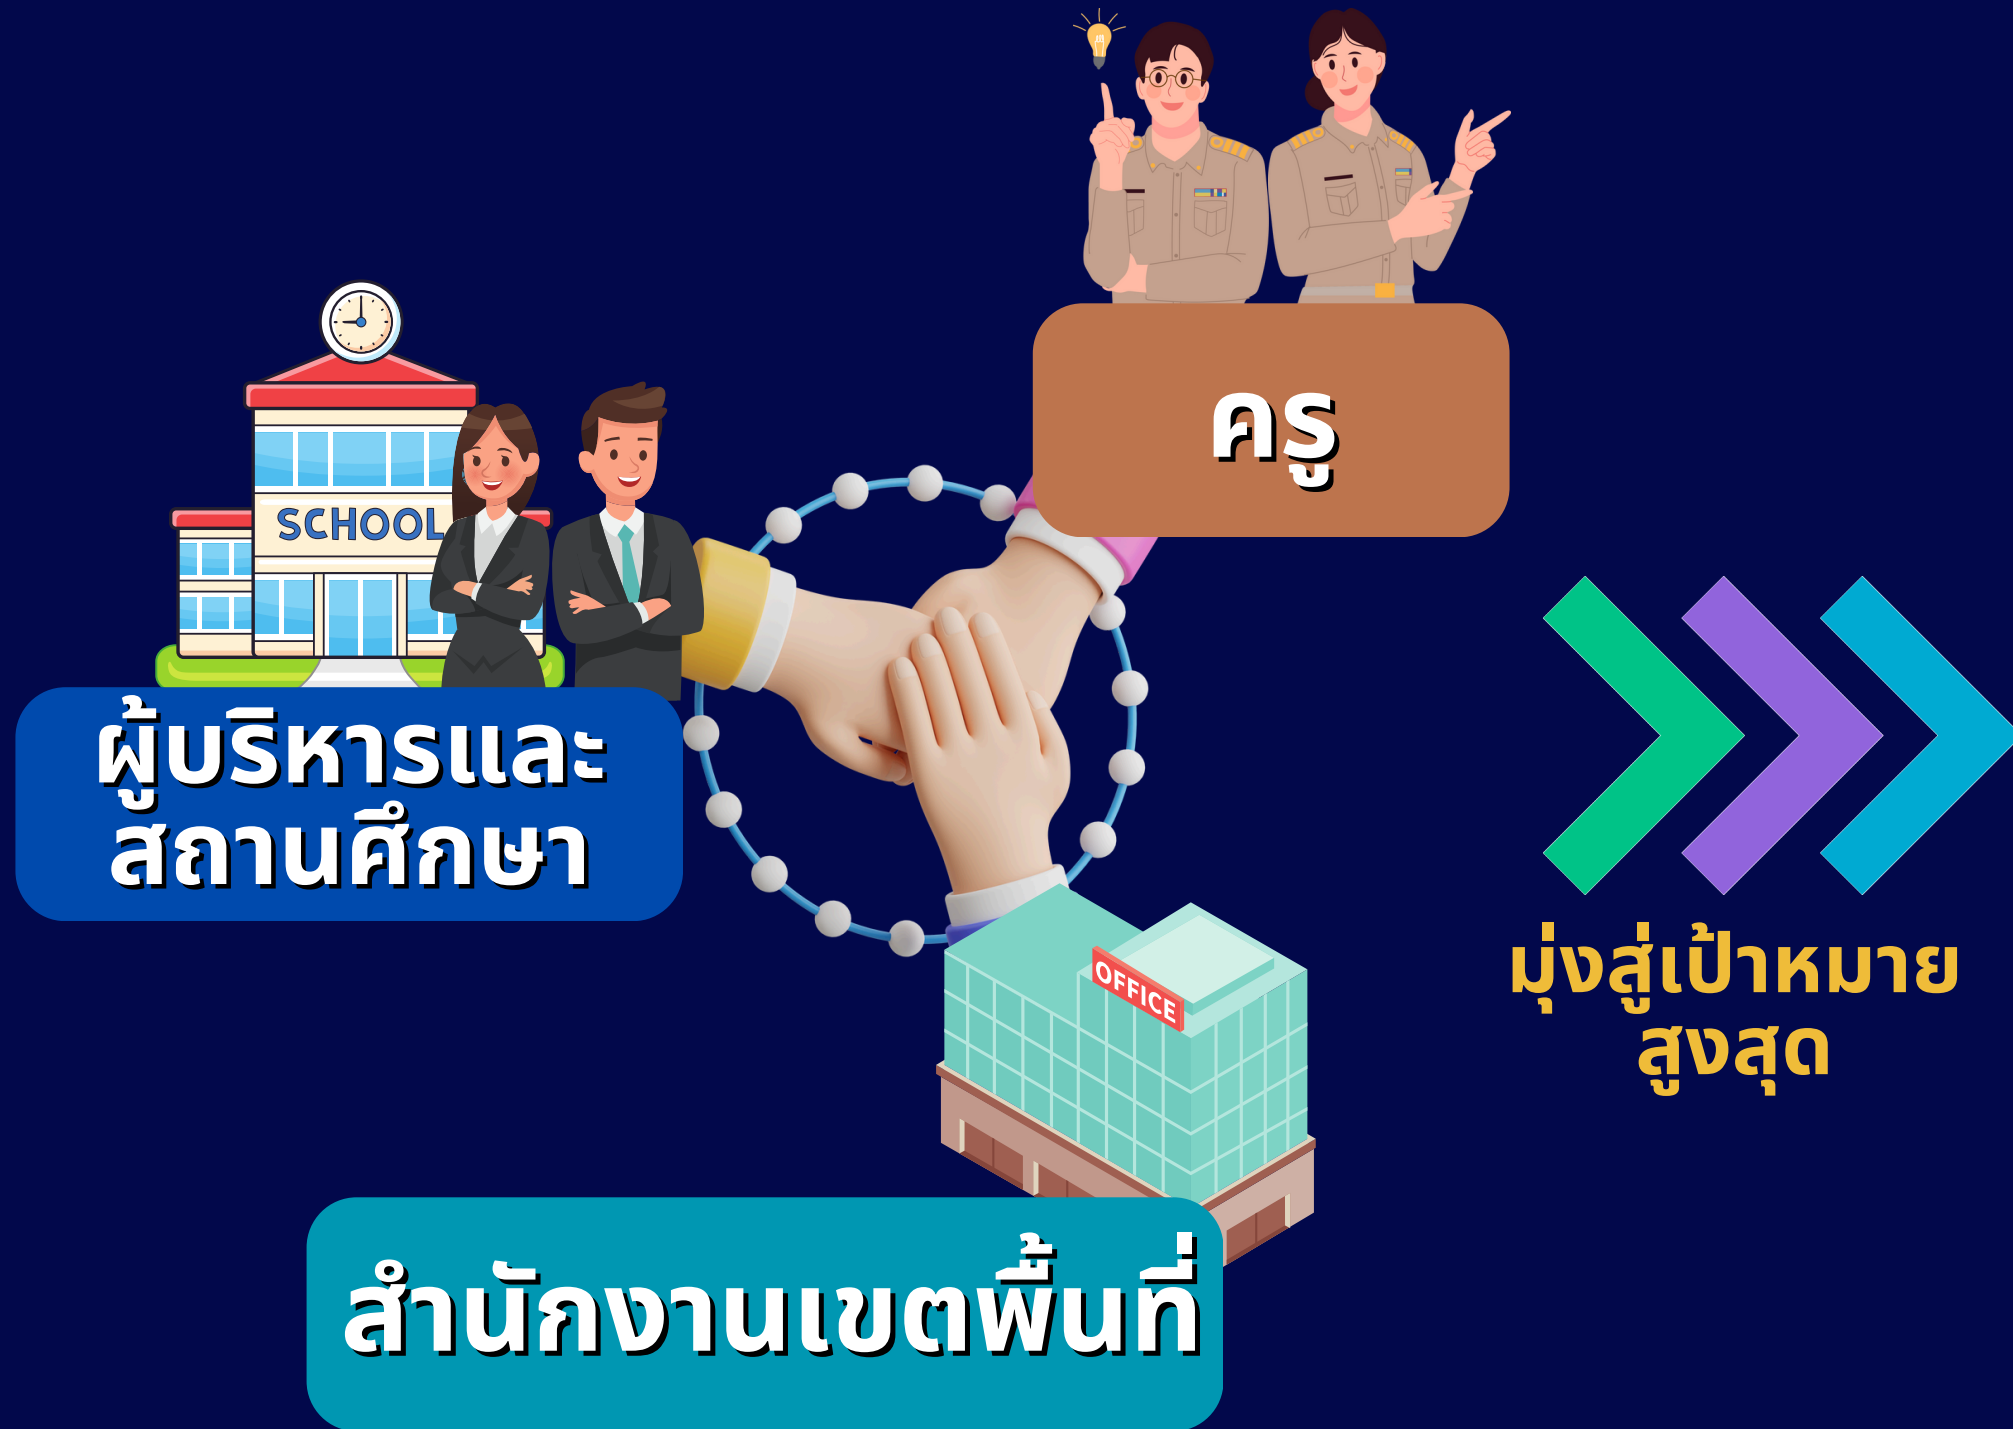 ครู
SCHOOL
ผู้บริหารและ
สถานศึกษา
มุ่งสู่เป้าหมาย
สูงสุด
OFFICE
สำนักงานเขตพื้นที่